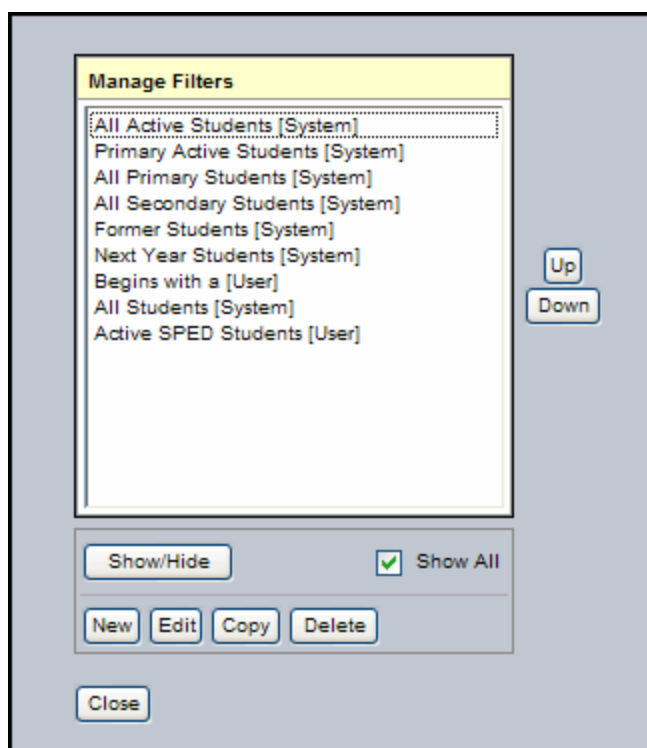 Manage Filters
All Active Students [System]
Primary Active Students [System]
All Primary Students [System]
All Secondary Students [System]
Former Students [System]
Next Year Students [System]
Begins with a [User]
All Students [System]
Active SPED Students [User]
Up
Down
Show/Hide
Show All
New
Edit
Copy
Delete
Close